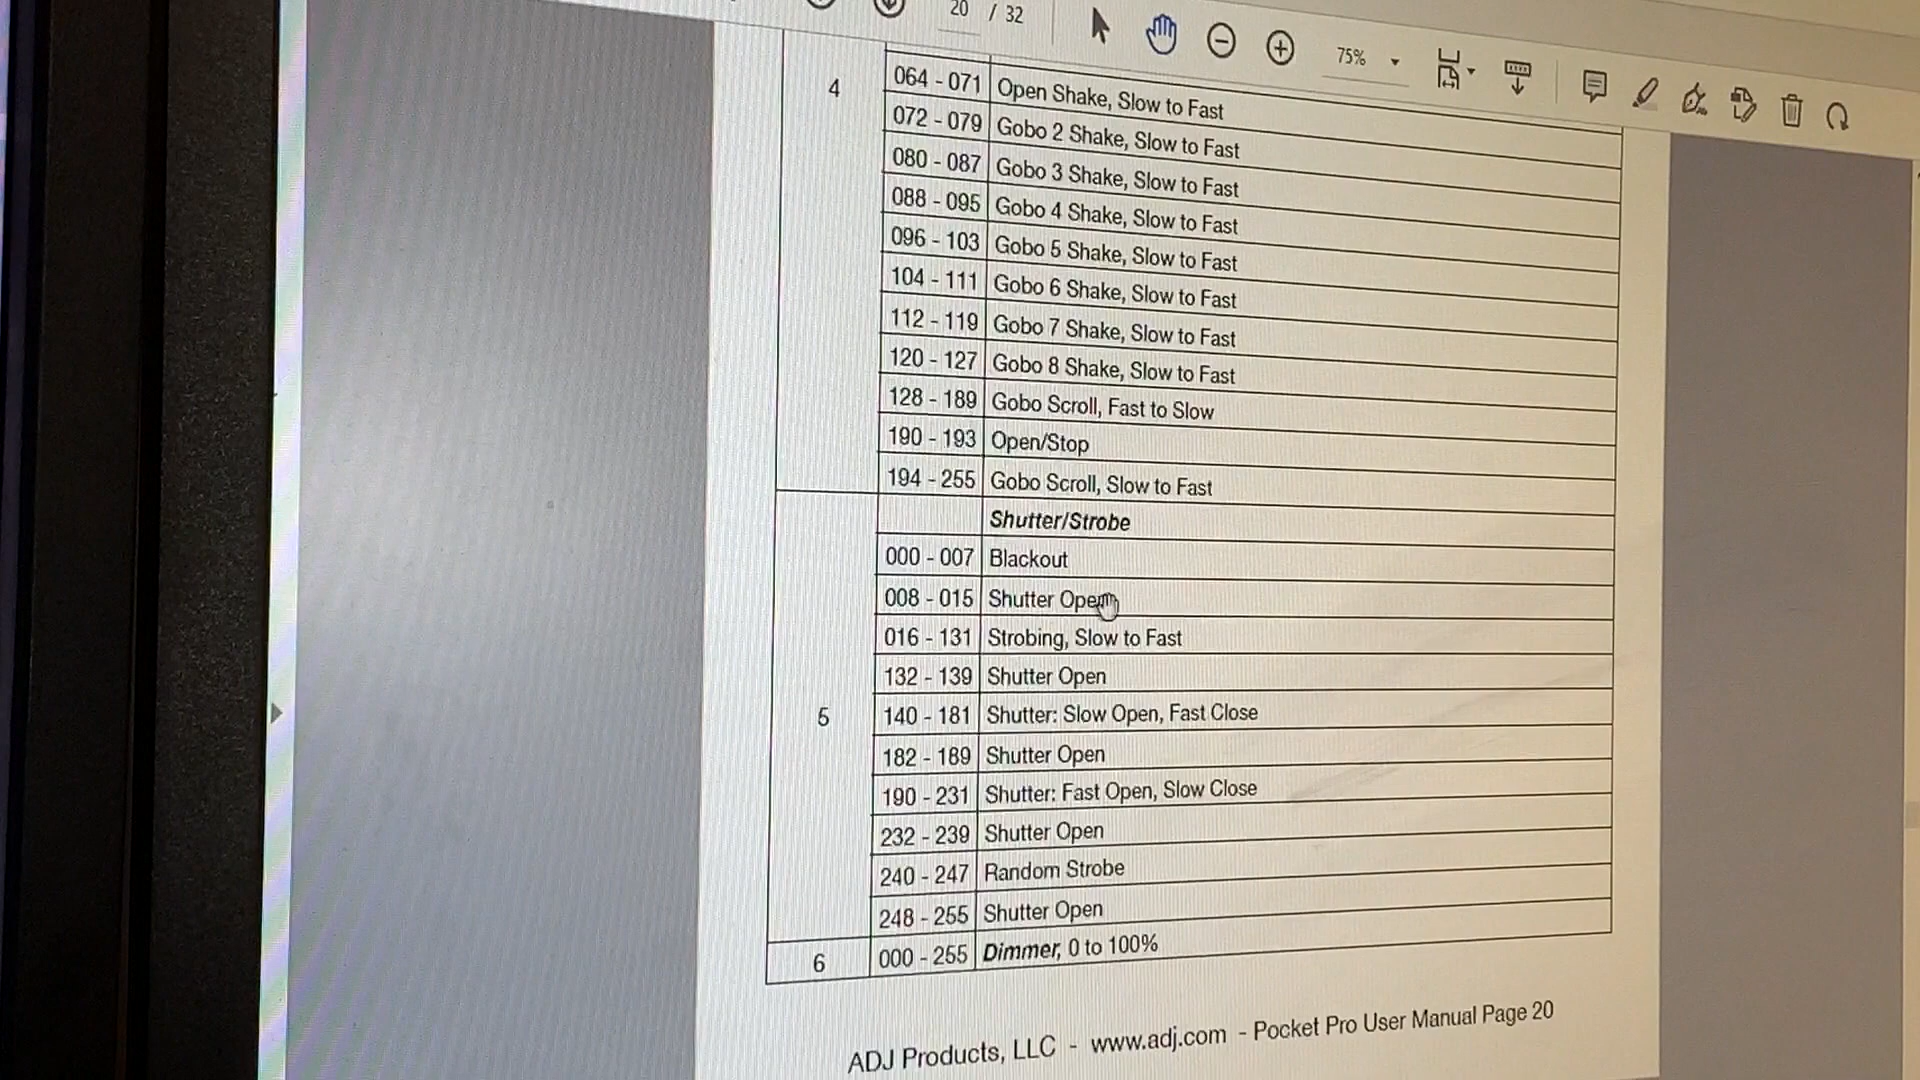 20 / 32
75%
4
064 - 071 Open Shake, Slow to Fast
072 - 079 Gobo 2 Shake, Slow to Fast
080 - 087 Gobo 3 Shake, Slow to Fast
088 - 095 Gobo 4 Shake, Slow to Fast
096 - 103 Gobo 5 Shake, Slow to Fast
104 - 111 Gobo 6 Shake, Slow to Fast
112 - 119 Gobo 7 Shake, Slow to Fast
120 - 127 Gobo 8 Shake, Slow to Fast
128 - 189 Gobo Scroll, Fast to Slow
190 - 193 Open/Stop
194 - 255 Gobo Scroll, Slow to Fast
5
Shutter/Strobe
000 - 007 Blackout
008 - 015 Shutter Open
016 - 131 Strobing, Slow to Fast
132 - 139 Shutter Open
140 - 181 Shutter: Slow Open, Fast Close
182 - 189 Shutter Open
190 - 231 Shutter: Fast Open, Slow Close
232 - 239 Shutter Open
240 - 247 Random Strobe
248 - 255 Shutter Open
6 000 - 255 Dimmer, 0 to 100%
ADJ Products, LLC - www.adj.com - Pocket Pro User Manual Page 20